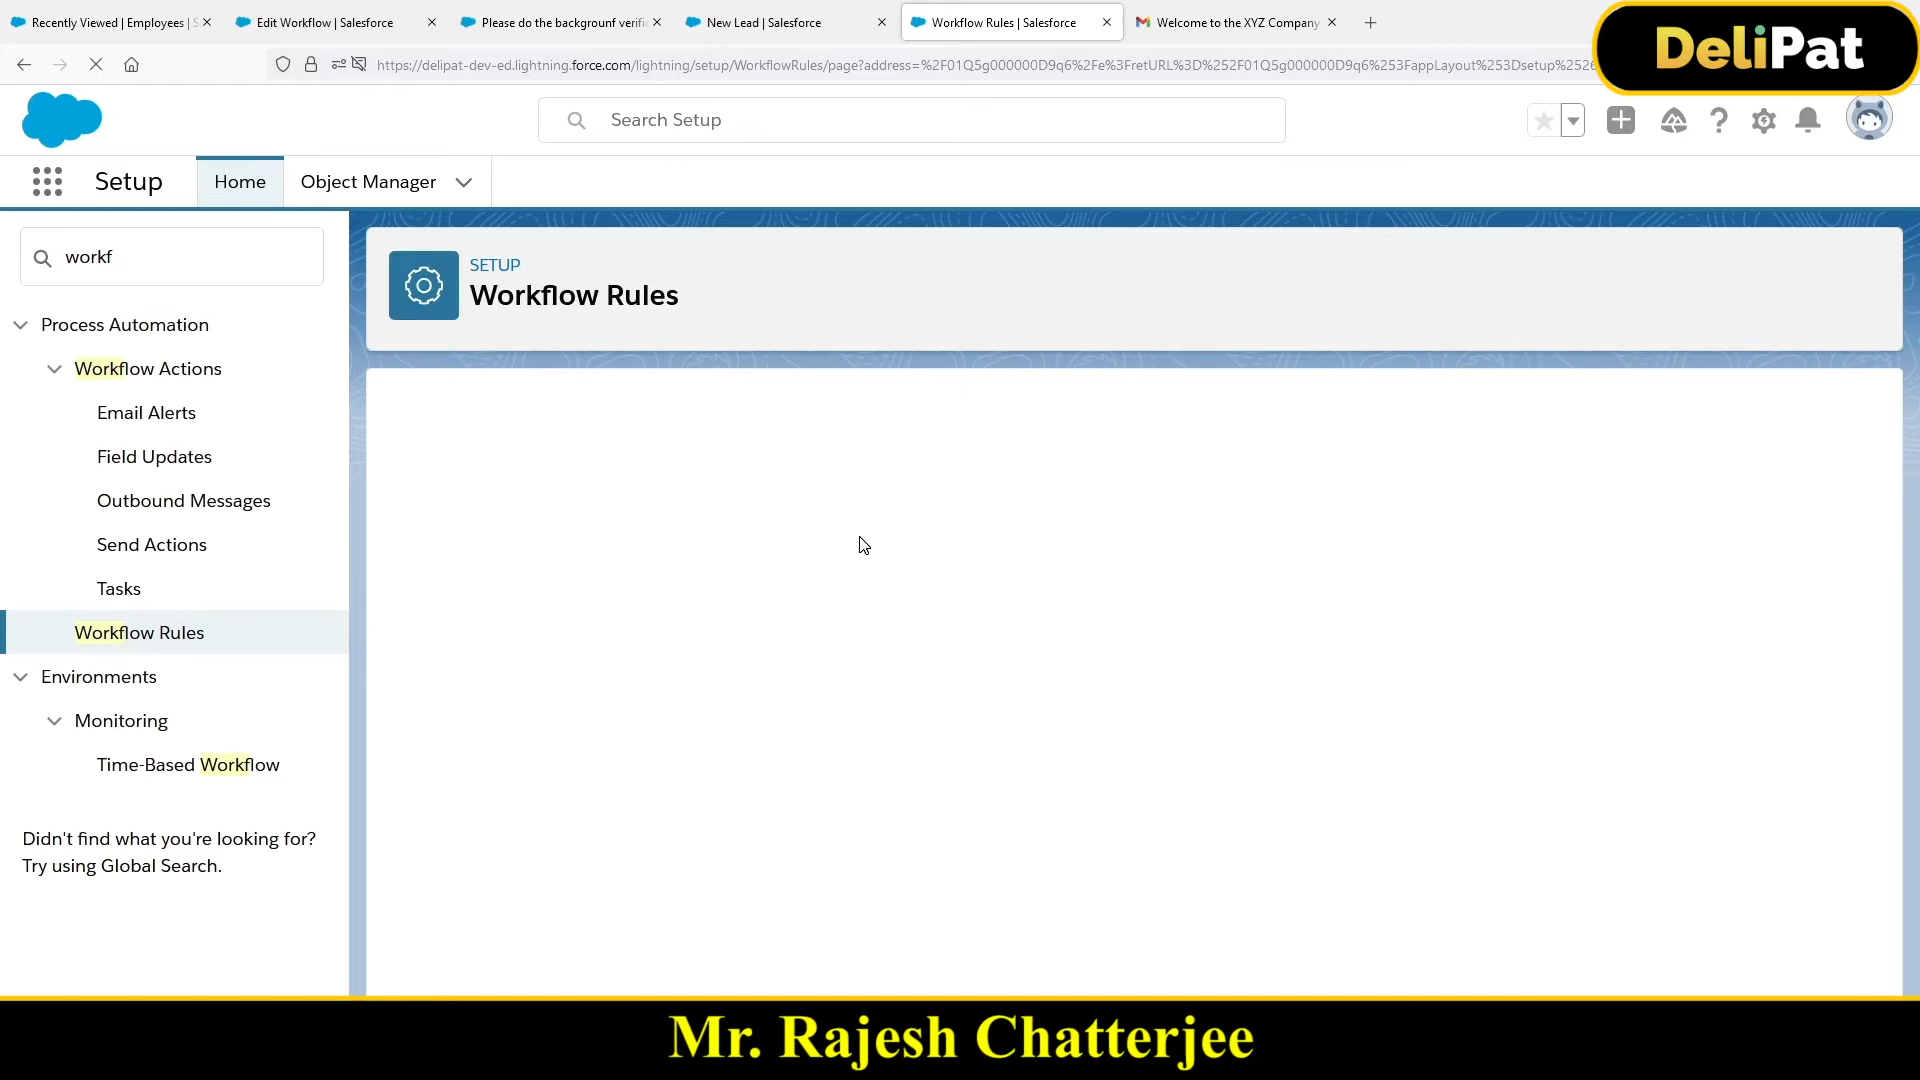 Recently Viewed | Employees | S
Edit Workflow | Salesforce
Please do the backgrounf verific
New Lead | Salesforce
Workflow Rules | Salesforce
Welcome to the XYZ Company
https://delipat-dev-ed.lightning.force.com/lightning/setup/WorkflowRules/page?address=%2F01Q5g000000D9q6%2Fe%3FretURL%3D%252F01Q5g000000D9q6%253FappLayout%253Dsetup%2526
DeliPat
Search Setup
Setup
Home
Object Manager
workf
SETUP
Workflow Rules
Process Automation
Workflow Actions
Email Alerts
Field Updates
Outbound Messages
Send Actions
Tasks
Workflow Rules
Environments
Monitoring
Time-Based Workflow
Didn't find what you're looking for?
Try using Global Search.
Mr. Rajesh Chatterjee